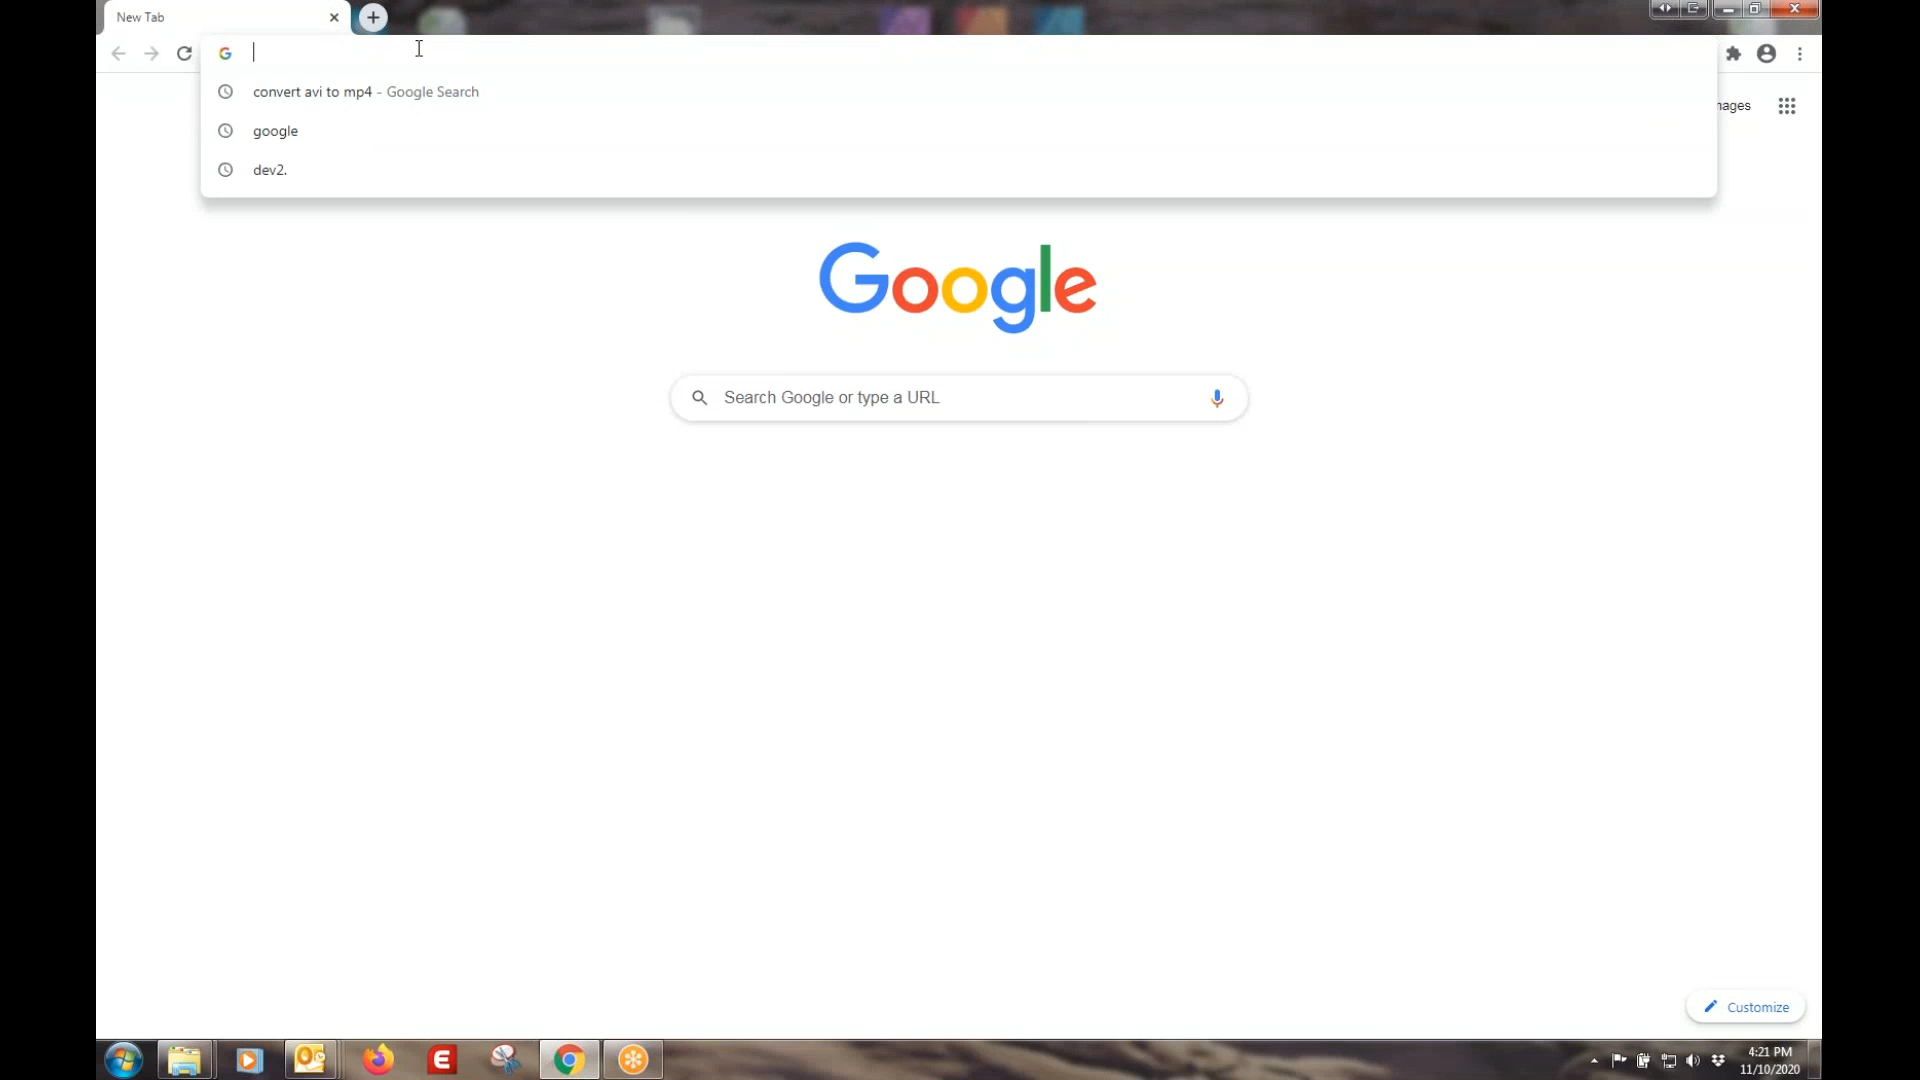 New Tab
convert avi to mp4 - Google Search
google
dev2.
nages
Google
Search Google or type a URL
Customize
4:21 PM
11/10/2020